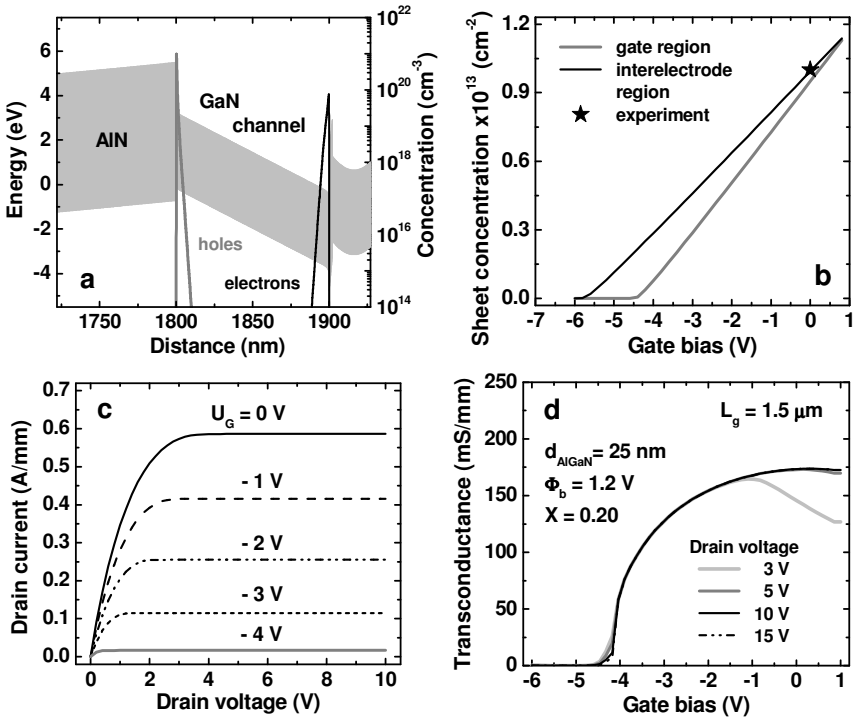 6
4
2
0
-2
-4
Energy (eV)
AlN
GaN
channel
holes
electrons
a
10^22
10^20
10^18
10^16
10^14
Concentration (cm^-3)
1750 1800 1850 1900
Distance (nm)
1.2
0.9
0.6
0.3
0.0
Sheet concentration x10^13 (cm^-2)
gate region
interelectrode
region
experiment
b
-7 -6 -5 -4 -3 -2 -1 0 1
Gate bias (V)
0.7
0.6
0.5
0.4
0.3
0.2
0.1
0.0
Drain current (A/mm)
c
U_G = 0 V
- 1 V
- 2 V
- 3 V
- 4 V
0 2 4 6 8 10
Drain voltage (V)
250
200
150
100
50
0
Transconductance (mS/mm)
d
L_g = 1.5 μm
d_AlGaN = 25 nm
Φ_b = 1.2 V
X = 0.20
Drain voltage
3 V
5 V
10 V
15 V
-6 -5 -4 -3 -2 -1 0 1
Gate bias (V)